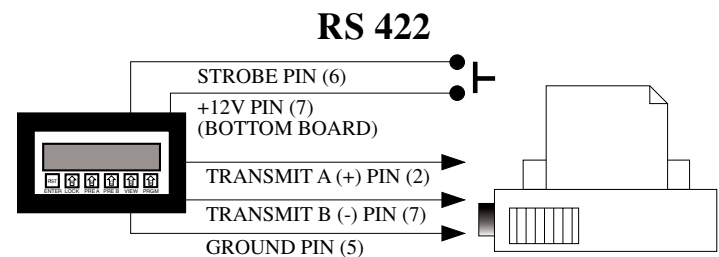 RS 422
STROBE PIN (6)
+12V PIN (7)
(BOTTOM BOARD)
TRANSMIT A (+) PIN (2)
TRANSMIT B (-) PIN (7)
GROUND PIN (5)
RST
ENTER LOCK PRE A PRE B VIEW PRGM